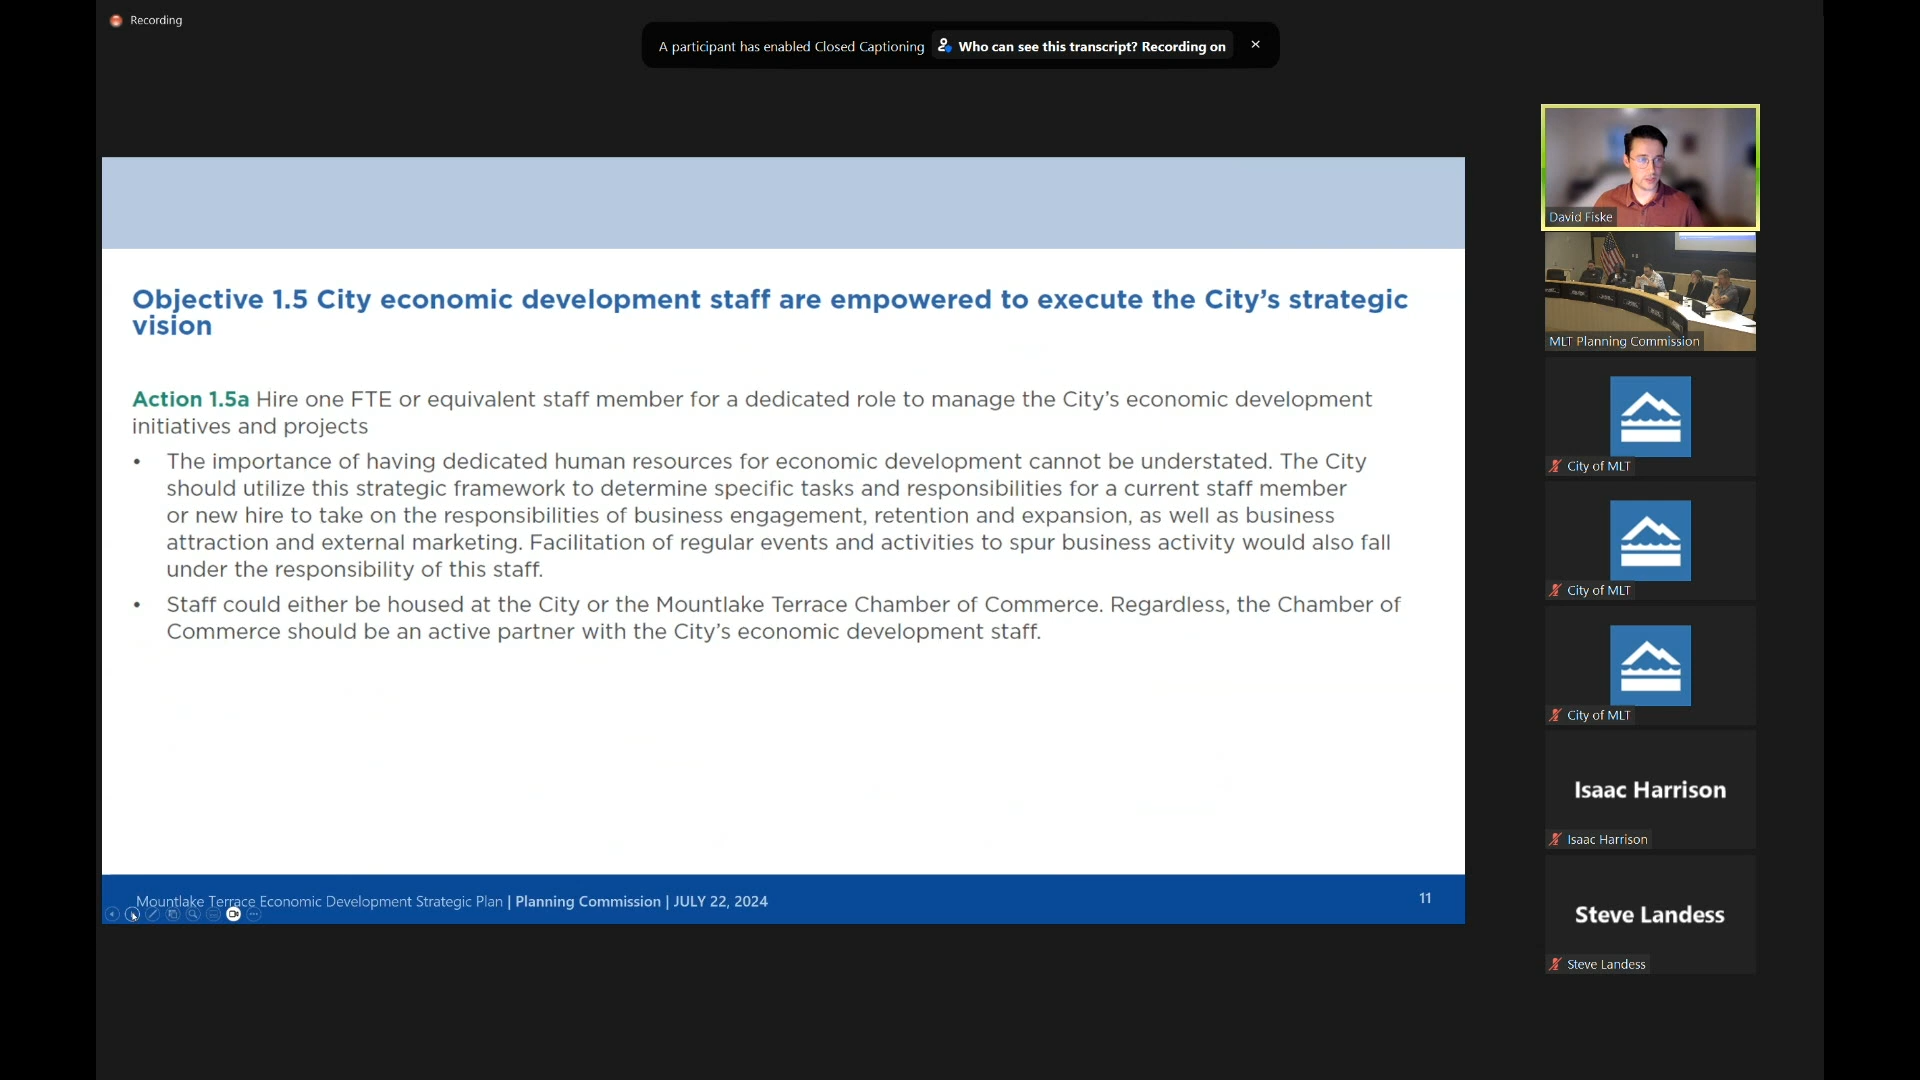 Recording
A participant has enabled Closed Captioning
Who can see this transcript? Recording on
Objective 1.5 City economic development staff are empowered to execute the City's strategic
vision
Action 1.5a Hire one FTE or equivalent staff member for a dedicated role to manage the City's economic development
initiatives and projects
• The importance of having dedicated human resources for economic development cannot be understated. The City
should utilize this strategic framework to determine specific tasks and responsibilities for a current staff member
or new hire to take on the responsibilities of business engagement, retention and expansion, as well as business
attraction and external marketing. Facilitation of regular events and activities to spur business activity would also fall
under the responsibility of this staff.
• Staff could either be housed at the City or the Mountlake Terrace Chamber of Commerce. Regardless, the Chamber of
Commerce should be an active partner with the City's economic development staff.
Mountlake Terrace Economic Development Strategic Plan | Planning Commission | JULY 22, 2024
11
David Fiske
MLT Planning Commission
City of MLT
City of MLT
City of MLT
Isaac Harrison
Isaac Harrison
Steve Landess
Steve Landess